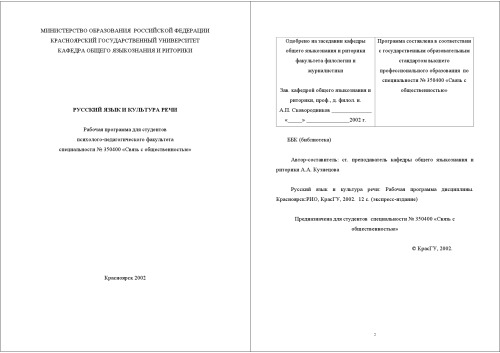 МИНИСТЕРСТВО ОБРАЗОВАНИЯ РОССИЙСКОЙ ФЕДЕРАЦИИ
КРАСНОЯРСКИЙ ГОСУДАРСТВЕННЫЙ УНИВЕРСИТЕТ
КАФЕДРА ОБЩЕГО ЯЗЫКОЗНАНИЯ И РИТОРИКИ
РУССКИЙ ЯЗЫК И КУЛЬТУРА РЕЧИ
Рабочая программа для студентов
психолого-педагогического факультета
специальности № 350400 «Связь с общественностью»
Красноярск 2002
Одобрено на заседании кафедры
общего языкознания и риторики
факультета филологии и
журналистики
Зав. кафедрой общего языкознания и
риторики, проф., д. филол. н.
А.П. Сковородников _______________
«_____» _______________2002 г.
Программа составлена в соответствии
с государственным образовательным
стандартом высшего
профессионального образования по
специальности № 350400 «Связь с
общественностью»
ББК (библиотека)
Автор-составитель: ст. преподаватель кафедры общего языкознания и
риторики А.А. Кузнецова
Русский язык и культура речи: Рабочая программа дисциплины.
Красноярск:РИО, КрасГУ, 2002. 12 с. (экспресс-издание)
Предназначена для студентов специальности № 350400 «Связь с
общественностью»
© КрасГУ, 2002
2